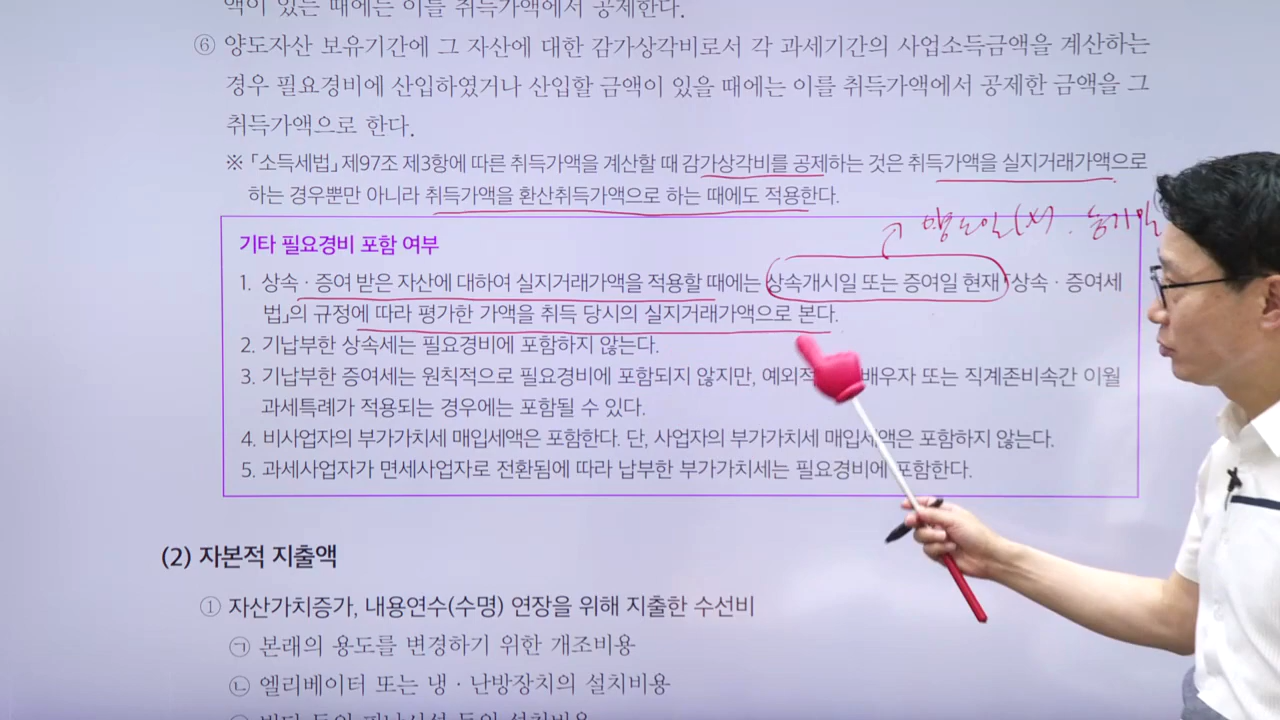 액이 있는 때에는 이를 취득가액에서 공제한다.
⑥ 양도자산 보유기간에 그 자산에 대한 감가상각비로서 각 과세기간의 사업소득금액을 계산하는
경우 필요경비에 산입하였거나 산입할 금액이 있을 때에는 이를 취득가액에서 공제한 금액을 그
취득가액으로 한다.
※ 「소득세법」 제97조 제3항에 따른 취득가액을 계산할 때 감가상각비를 공제하는 것은 취득가액을 실지거래가액으로
하는 경우뿐만 아니라 취득가액을 환산취득가액으로 하는 때에도 적용한다.
기타 필요경비 포함 여부
1. 상속 · 증여 받은 자산에 대하여 실지거래가액을 적용할 때에는 상속개시일 또는 증여일 현재 「상속 · 증여세
법」의 규정에 따라 평가한 가액을 취득 당시의 실지거래가액으로 본다.
2. 기납부한 상속세는 필요경비에 포함하지 않는다.
3. 기납부한 증여세는 원칙적으로 필요경비에 포함되지 않지만, 예외적 배우자 또는 직계존비속간 이월
과세특례가 적용되는 경우에는 포함될 수 있다.
4. 비사업자의 부가가치세 매입세액은 포함한다. 단, 사업자의 부가가치세 매입세액은 포함하지 않는다.
5. 과세사업자가 면세사업자로 전환됨에 따라 납부한 부가가치세는 필요경비에 포함한다.
(2) 자본적 지출액
① 자산가치증가, 내용연수(수명) 연장을 위해 지출한 수선비
㉠ 본래의 용도를 변경하기 위한 개조비용
㉡ 엘리베이터 또는 냉 · 난방장치의 설치비용